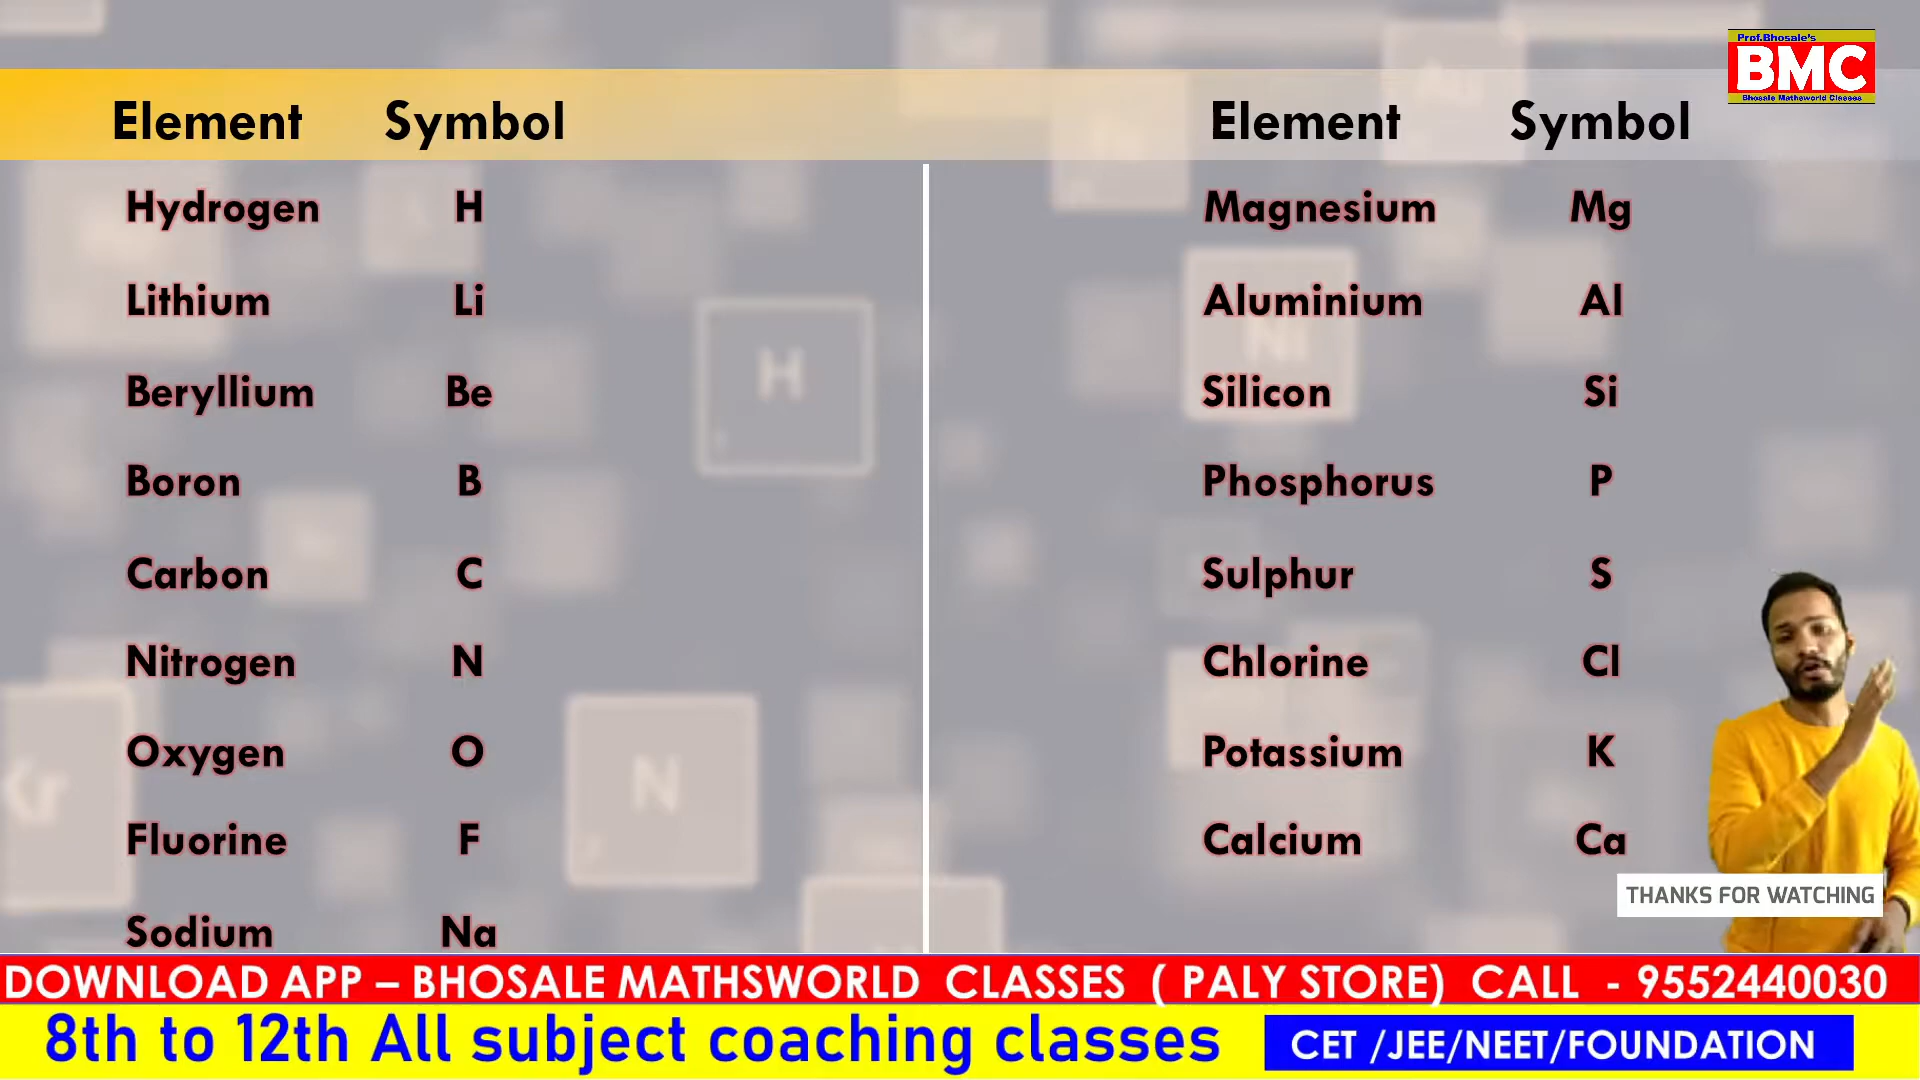 Prof.Bhosale's
BMC
Bhosale Mathsworld Classes
Element Symbol
Hydrogen H
Lithium Li
Beryllium Be
Boron B
Carbon C
Nitrogen N
Oxygen O
Fluorine F
Sodium Na
Element Symbol
Magnesium Mg
Aluminium Al
Silicon Si
Phosphorus P
Sulphur S
Chlorine Cl
Potassium K
Calcium Ca
H
Ni
N
Kr
THANKS FOR WATCHING
DOWNLOAD APP – BHOSALE MATHSWORLD CLASSES ( PALY STORE) CALL - 9552440030
8th to 12th All subject coaching classes
CET /JEE/NEET/FOUNDATION